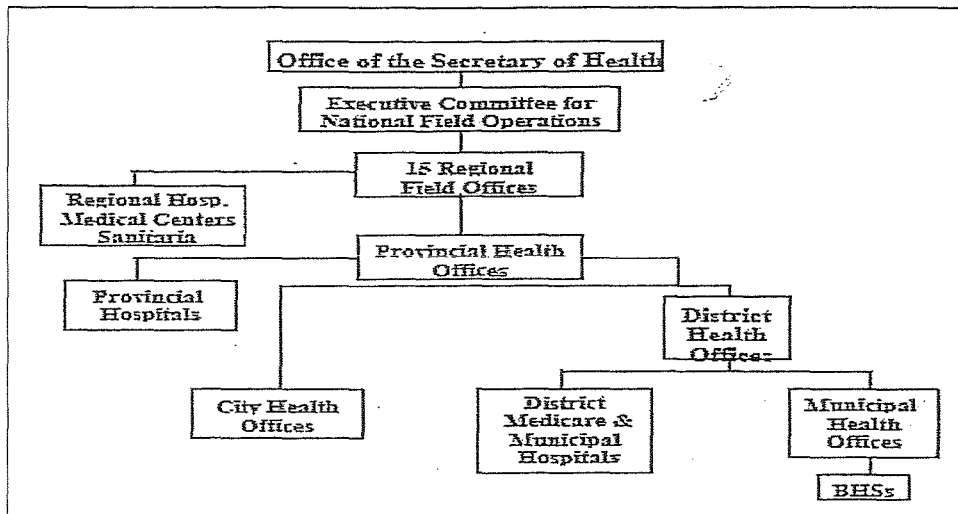 Office of the Secretary of Health
Executive Committee for
National Field Operations
15 Regional
Field Offices
Regional Hosp.
Medical Centers
Sanitaria
Provincial Health
Offices
Provincial
Hospitals
District
Health
Offices
City Health
Offices
District
Medicare &
Municipal
Hospitals
Municipal
Health
Offices
BHSs